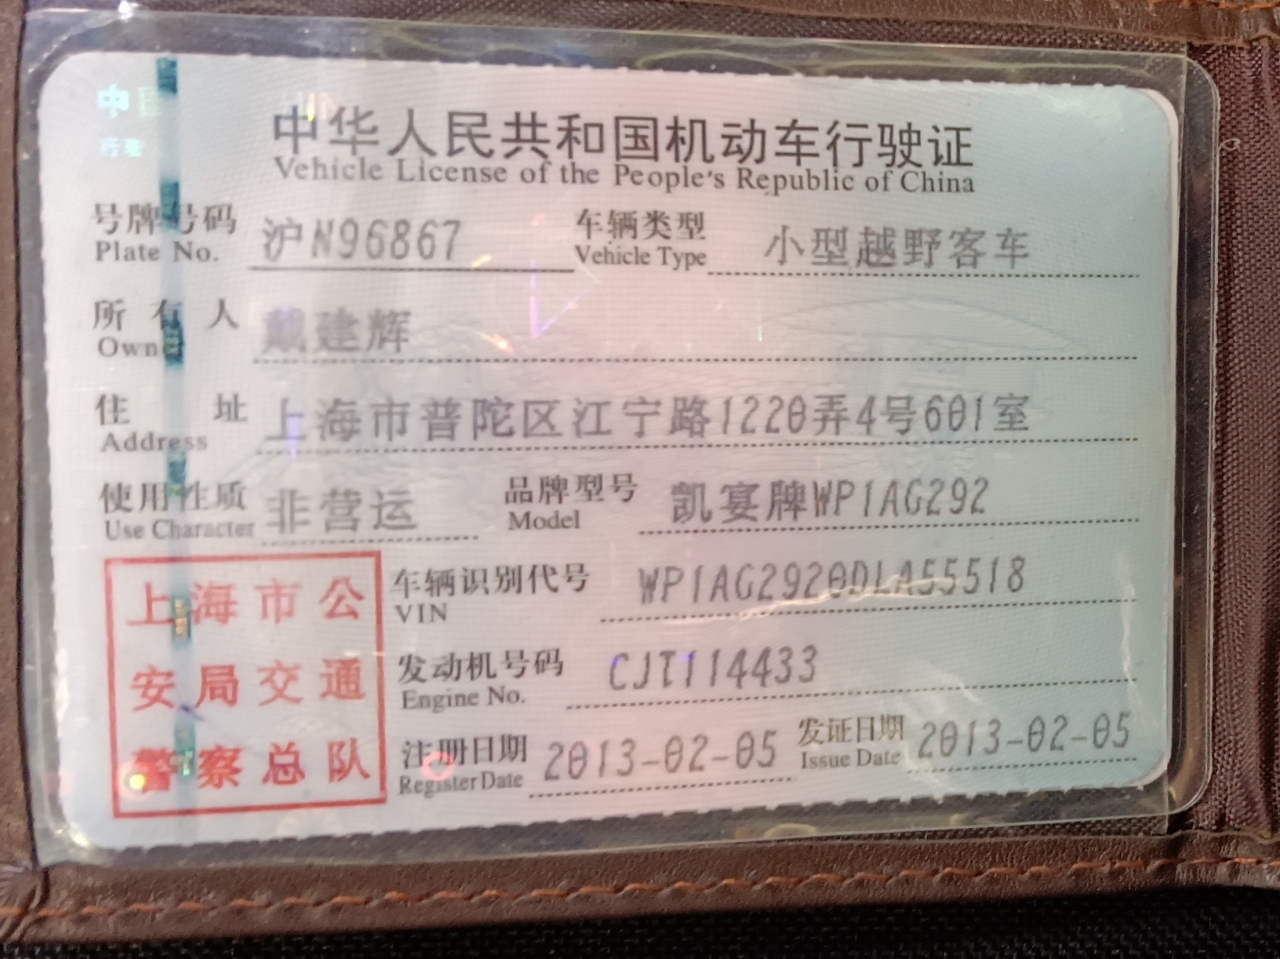 中国
行驶
中华人民共和国机动车行驶证
Vehicle License of the People's Republic of China
号牌号码 沪N96867 车辆类型 小型越野客车
Plate No. Vehicle Type
所有人 戴建辉
Owner
住址 上海市普陀区江宁路1220弄4号601室
Address
使用性质 非营运 品牌型号 凯宴牌WP1AG292
Use Character Model
上海市公
安局交通
警察总队
车辆识别代号 WP1AG2920DLA55518
VIN
发动机号码 CJT114433
Engine No.
注册日期 2013-02-05 发证日期 2013-02-05
Register Date Issue Date